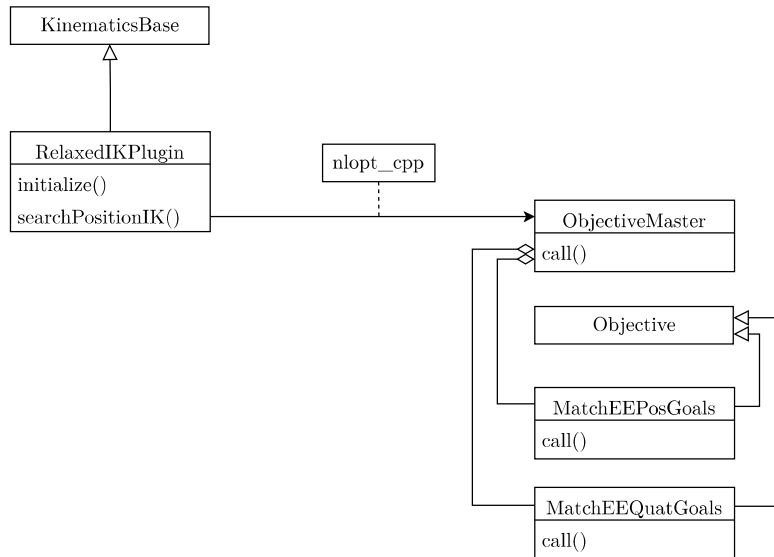 KinematicsBase
RelaxedIKPlugin
initialize()
searchPositionIK()
nlopt_cpp
ObjectiveMaster
call()
Objective
MatchEEPosGoals
call()
MatchEEQuatGoals
call()